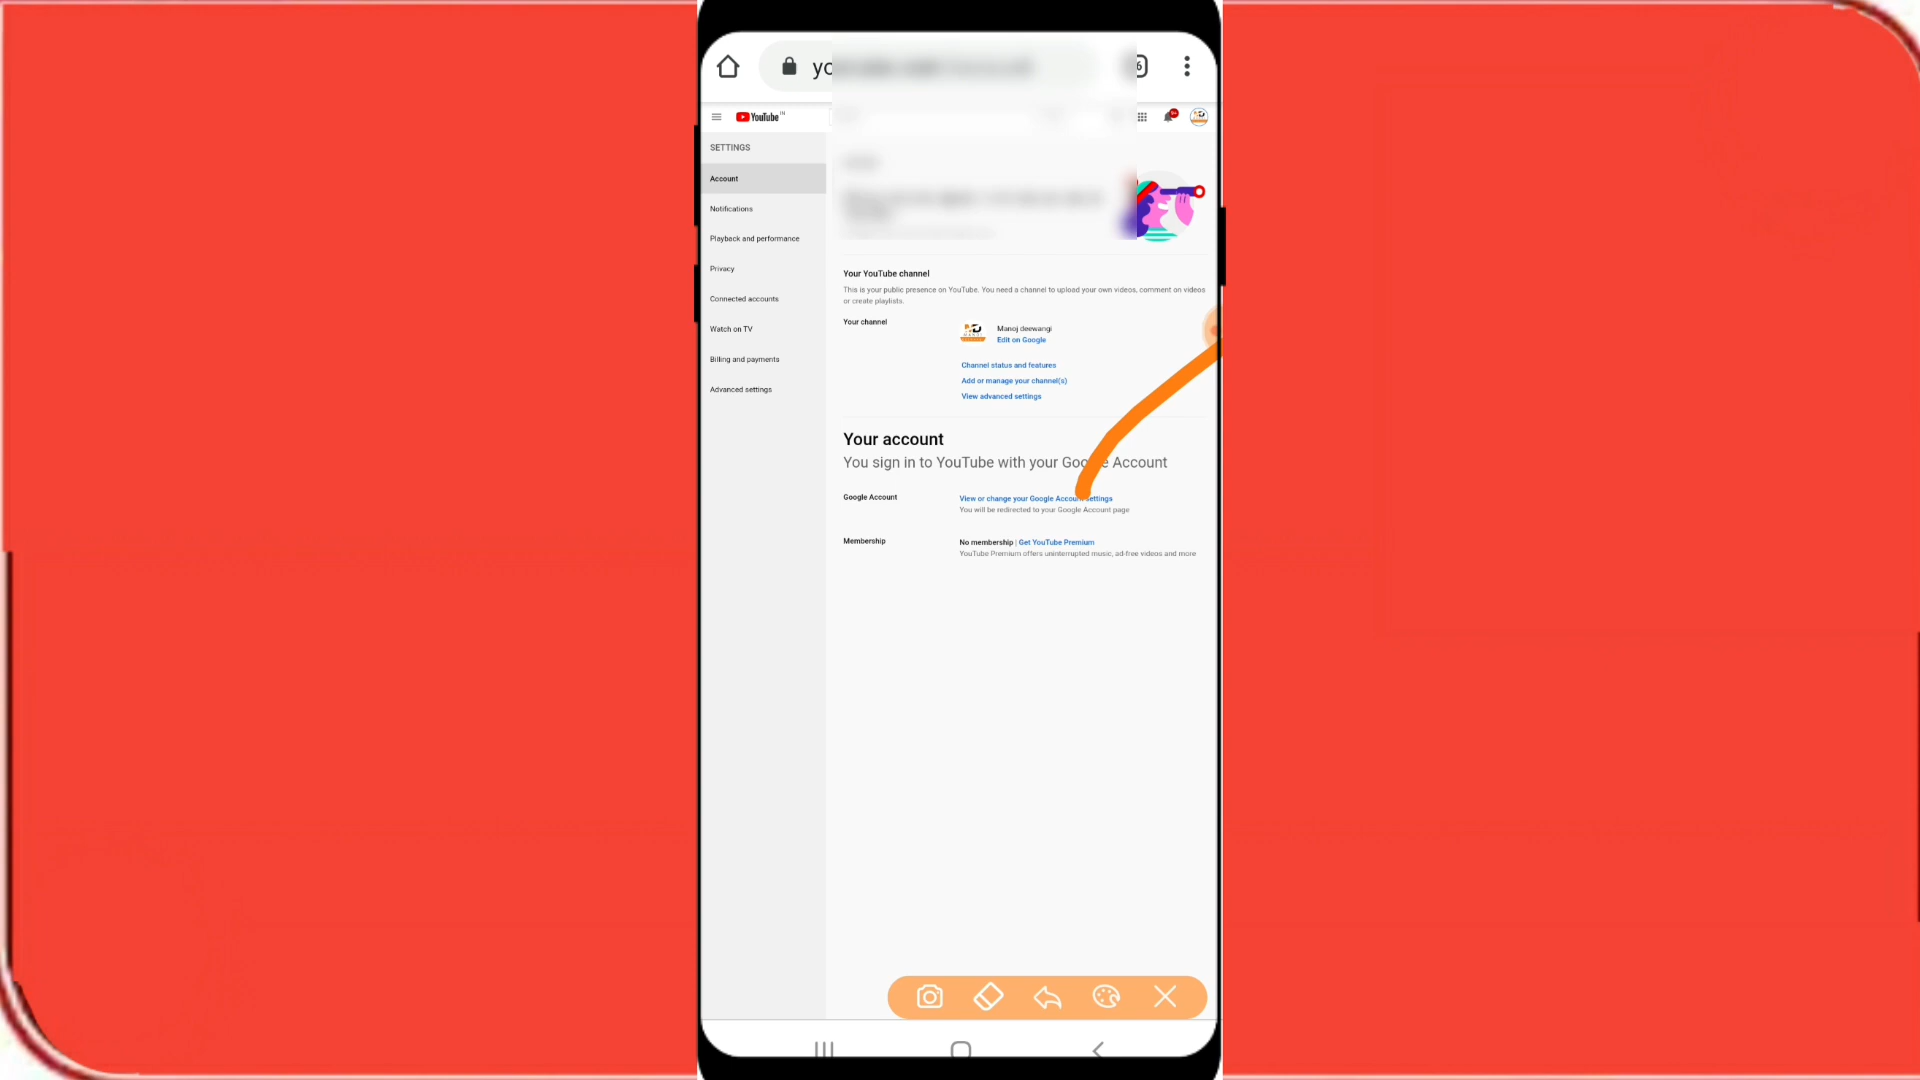 yo
6
YouTube IN
9+
SETTINGS
Account
Notifications
Playback and performance
Privacy
Connected accounts
Watch on TV
Billing and payments
Advanced settings
Your YouTube channel
This is your public presence on YouTube. You need a channel to upload your own videos, comment on videos
or create playlists.
Your channel
Manoj deewangi
Edit on Google
Channel status and features
Add or manage your channel(s)
View advanced settings
Your account
You sign in to YouTube with your Google Account
Google Account
View or change your Google Account settings
You will be redirected to your Google Account page
Membership
No membership | Get YouTube Premium
YouTube Premium offers uninterrupted music, ad-free videos and more